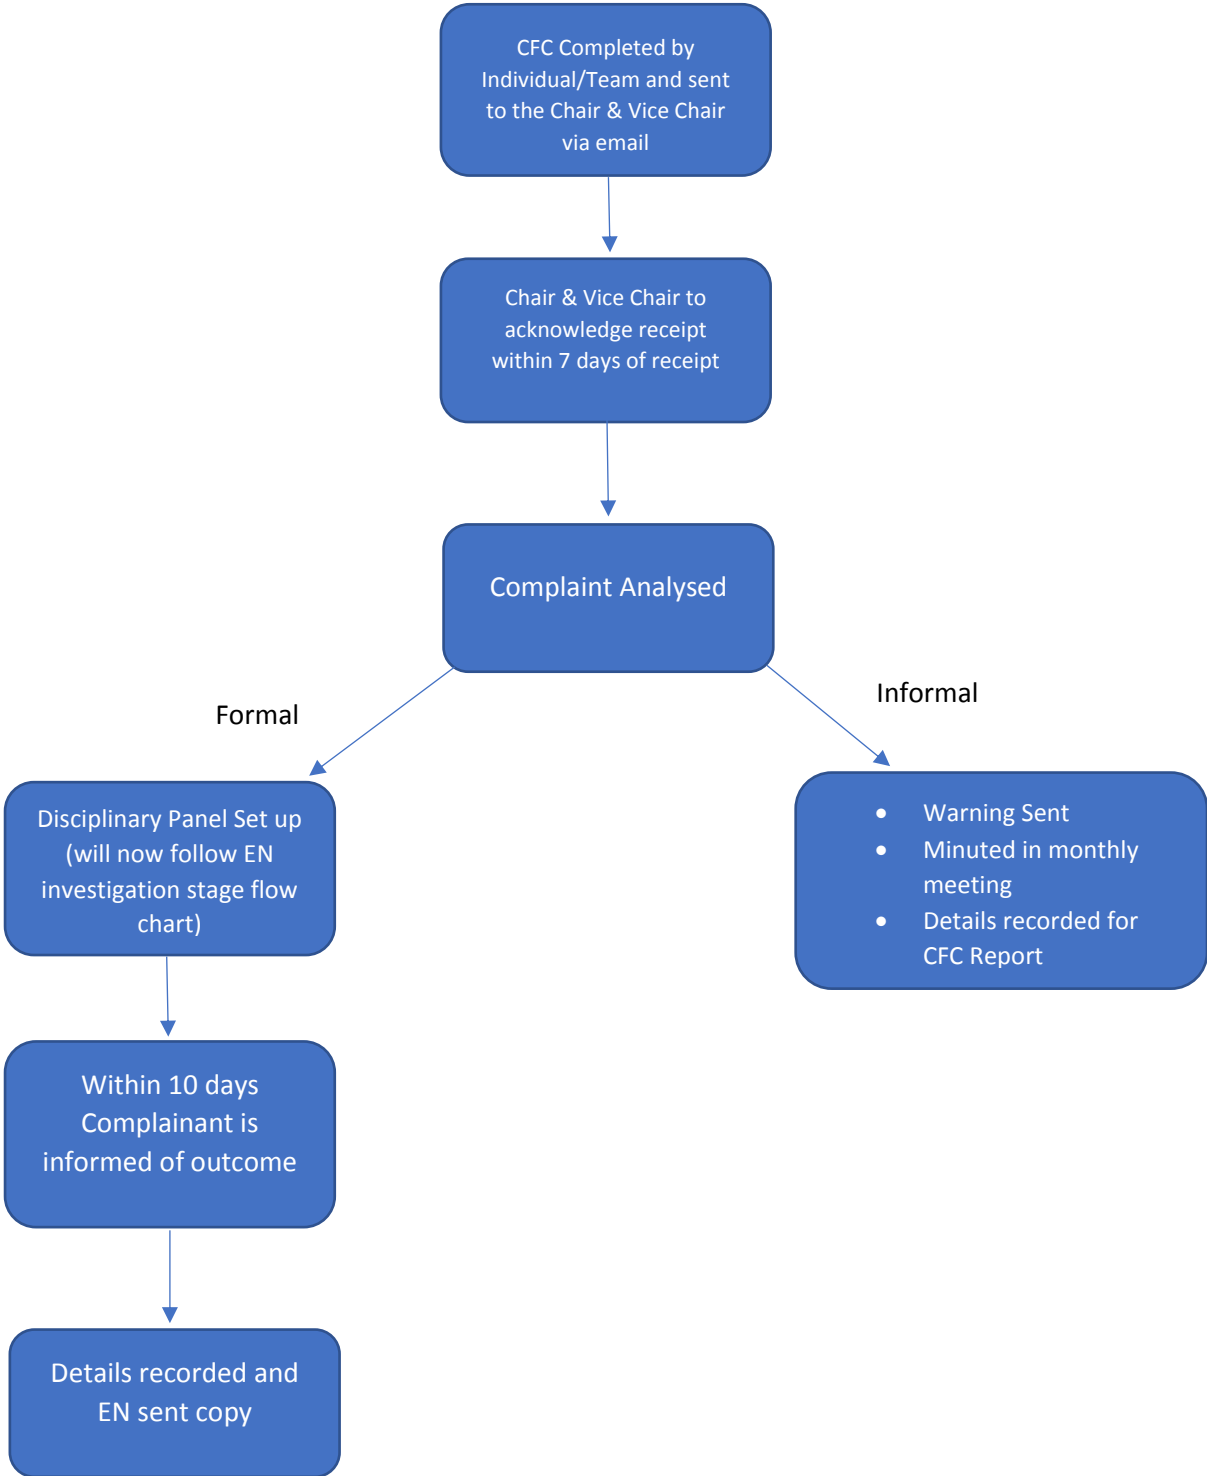 CFC Completed by
Individual/Team and sent
to the Chair & Vice Chair
via email
Chair & Vice Chair to
acknowledge receipt
within 7 days of receipt
Complaint Analysed
Formal
Informal
Disciplinary Panel Set up
(will now follow EN
investigation stage flow
chart)
• Warning Sent
• Minuted in monthly
meeting
• Details recorded for
CFC Report
Within 10 days
Complainant is
informed of outcome
Details recorded and
EN sent copy